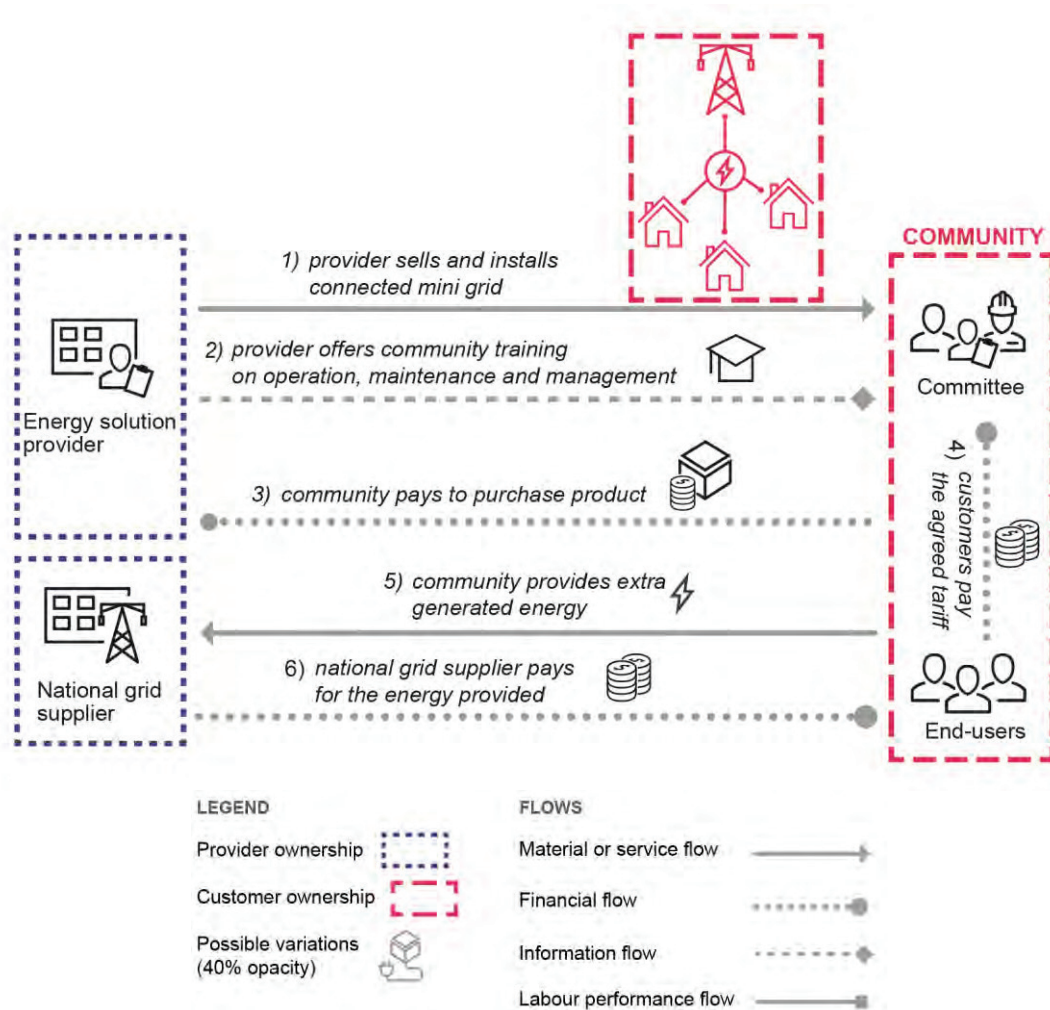 COMMUNITY
1) provider sells and installs
connected mini grid
2) provider offers community training
on operation, maintenance and management
Committee
Energy solution
provider
3) community pays to purchase product
4) customers pay
the agreed tariff
5) community provides extra
generated energy
National grid
supplier
6) national grid supplier pays
for the energy provided
End-users
LEGEND
Provider ownership
Customer ownership
Possible variations
(40% opacity)
FLOWS
Material or service flow
Financial flow
Information flow
Labour performance flow